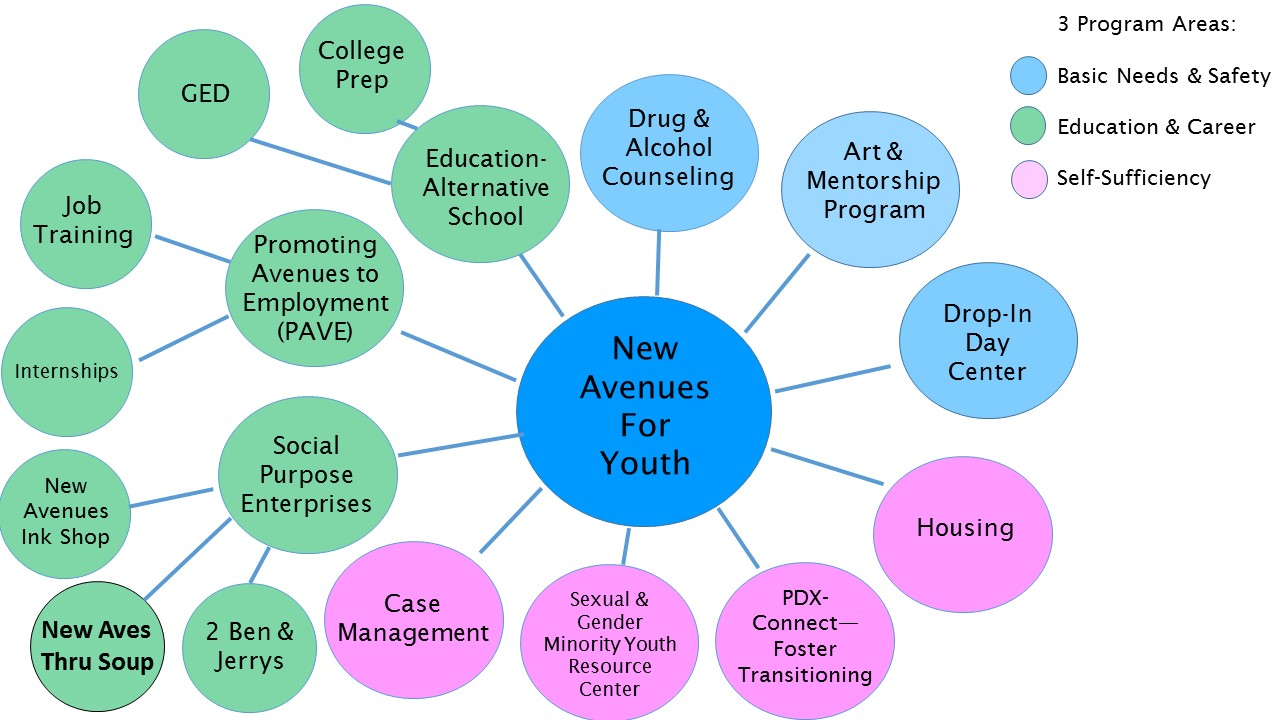 3 Program Areas:
Basic Needs & Safety
Education & Career
Self-Sufficiency
College
Prep
GED
Education-
Alternative
School
Drug &
Alcohol
Counseling
Art &
Mentorship
Program
Job
Training
Promoting
Avenues to
Employment
(PAVE)
Drop-In
Day
Center
Internships
New
Avenues
For
Youth
Social
Purpose
Enterprises
New
Avenues
Ink Shop
Housing
New Aves
Thru Soup
2 Ben &
Jerrys
Case
Management
Sexual &
Gender
Minority Youth
Resource
Center
PDX-
Connect—
Foster
Transitioning